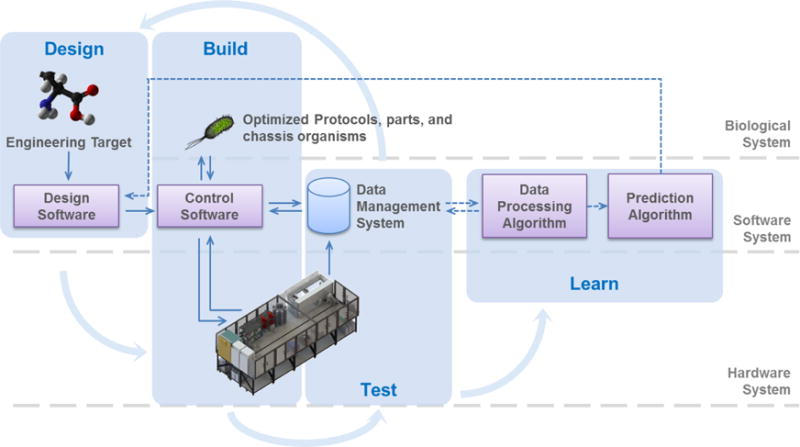 Design
Build
Engineering Target
Optimized Protocols, parts, and
chassis organisms
Biological
System
Design
Software
Control
Software
Data
Management
System
Data
Processing
Algorithm
Prediction
Algorithm
Software
System
Learn
Test
Hardware
System